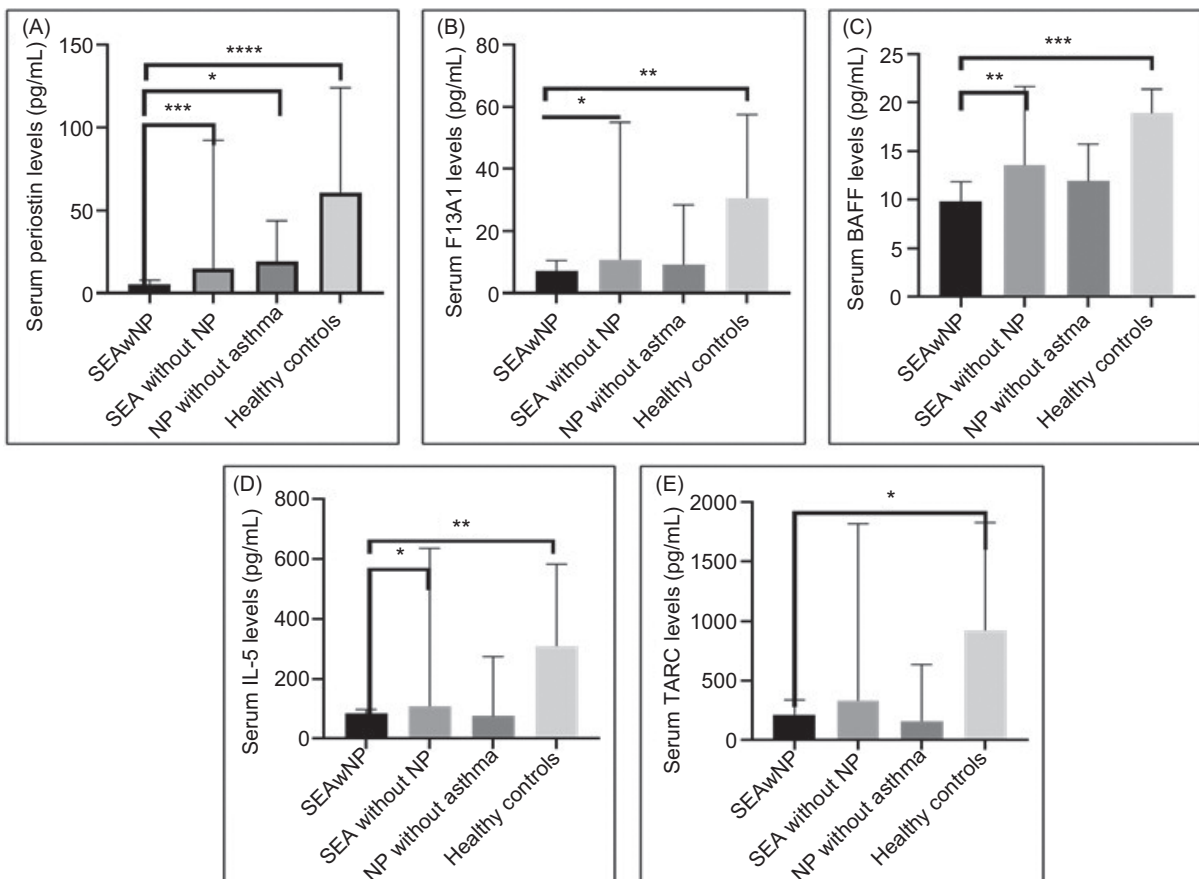 (A)
Serum periostin levels (pg/mL)
150
100
50
0
****
*
***
SEAwNP
SEA without NP
NP without astma
Healthy controls
(B)
Serum F13A1 levels (pg/mL)
80
60
40
20
0
**
*
SEAwNP
SEA without NP
NP without asthma
Healthy controls
(C)
Serum BAFF levels (pg/mL)
25
20
15
10
5
0
***
**
SEAwNP
SEA without NP
NP without asthma
Healthy controls
(D)
Serum IL-5 levels (pg/mL)
800
600
400
200
0
**
*
SEAwNP
SEA without NP
NP without asthma
Healthy controls
(E)
Serum TARC levels (pg/mL)
2000
1500
1000
500
0
*
SEAwNP
SEA without NP
NP without asthma
Healthy controls